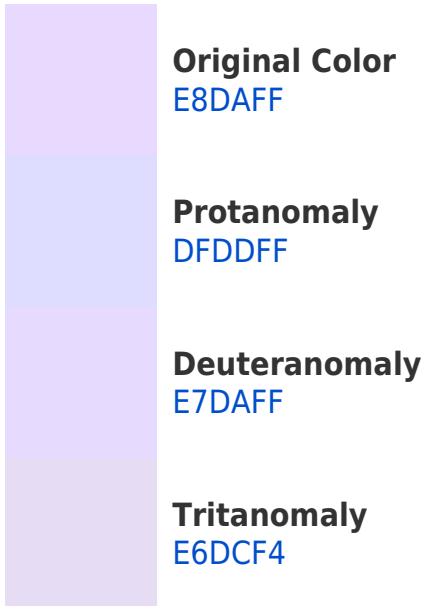 Original Color
E8DAFF
Protanomaly
DFDDFF
Deuteranomaly
E7DAFF
Tritanomaly
E6DCF4